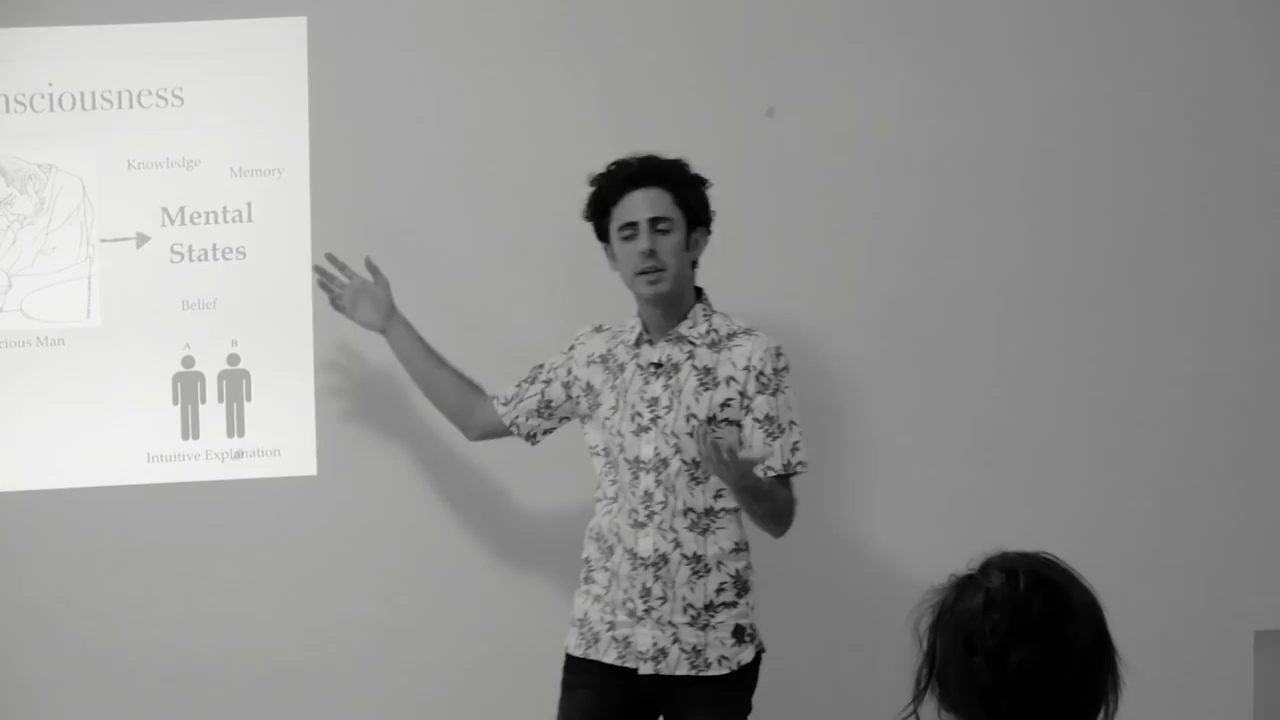 nsciousness
Knowledge
Memory
Mental
States
Belief
cious Man
A
B
Intuitive Explanation